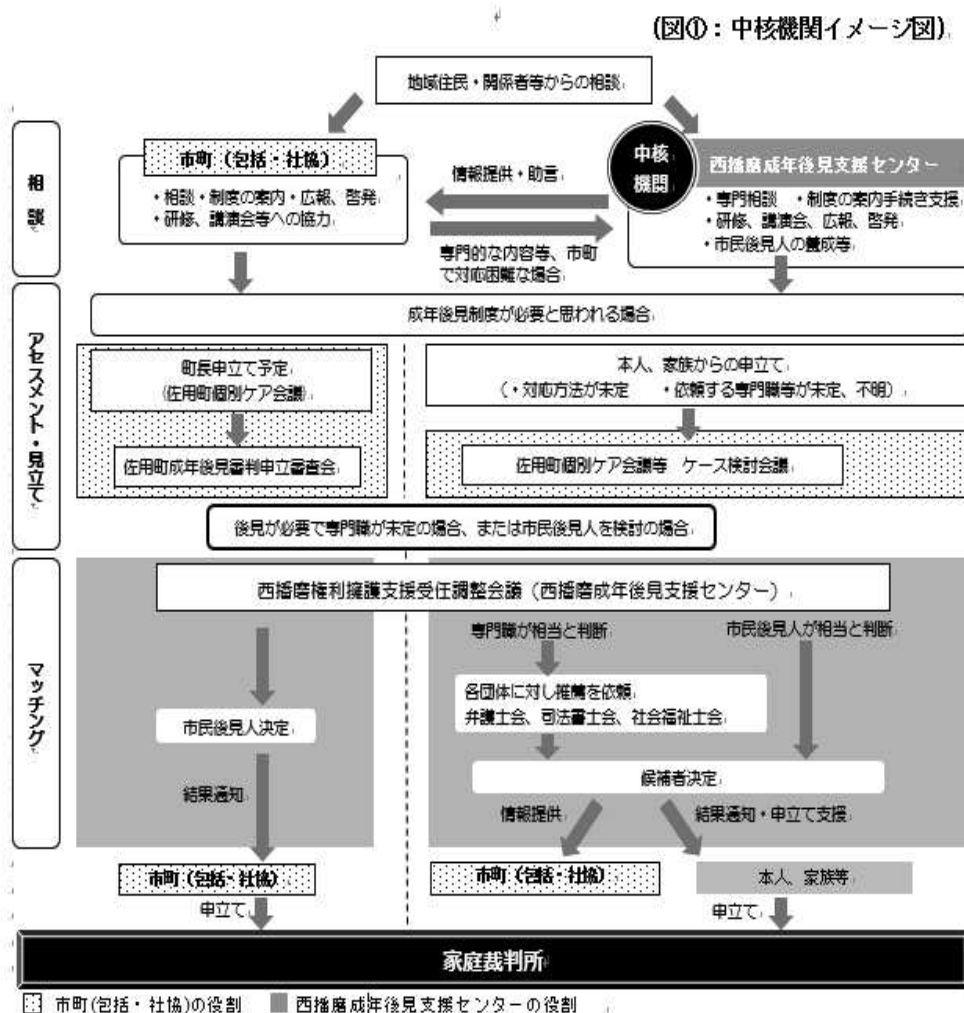 (図①：中核機関イメージ図)
地域住民・関係者等からの相談
相談
市町（包括・社協）
・相談・制度の案内・広報、啓発
・研修、講演会等への協力
情報提供・助言
専門的な内容等、市町
で対応困難な場合
中核
機関
西播磨成年後見支援センター
・専門相談　・制度の案内手続き支援
・研修、講演会、広報、啓発
・市民後見人の養成等
アセスメント・見立て
成年後見制度が必要と思われる場合
町長申立て予定
(佐用町個別ケア会議)
佐用町成年後見審判申立審査会
本人、家族からの申立て
（・対応方法が未定　・依頼する専門職等が未定、不明）
佐用町個別ケア会議等　ケース検討会議
後見が必要で専門職が未定の場合、または市民後見人を検討の場合
マッチング
西播磨権利擁護支援受任調整会議（西播磨成年後見支援センター）
専門職が相当と判断
市民後見人が相当と判断
各団体に対し推薦を依頼
弁護士会、司法書士会、社会福祉士会
市民後見人決定
候補者決定
結果通知
情報提供
結果通知・申立て支援
市町（包括・社協）
市町（包括・社協）
本人、家族等
申立て
申立て
家庭裁判所
市町(包括・社協)の役割
西播磨成年後見支援センターの役割